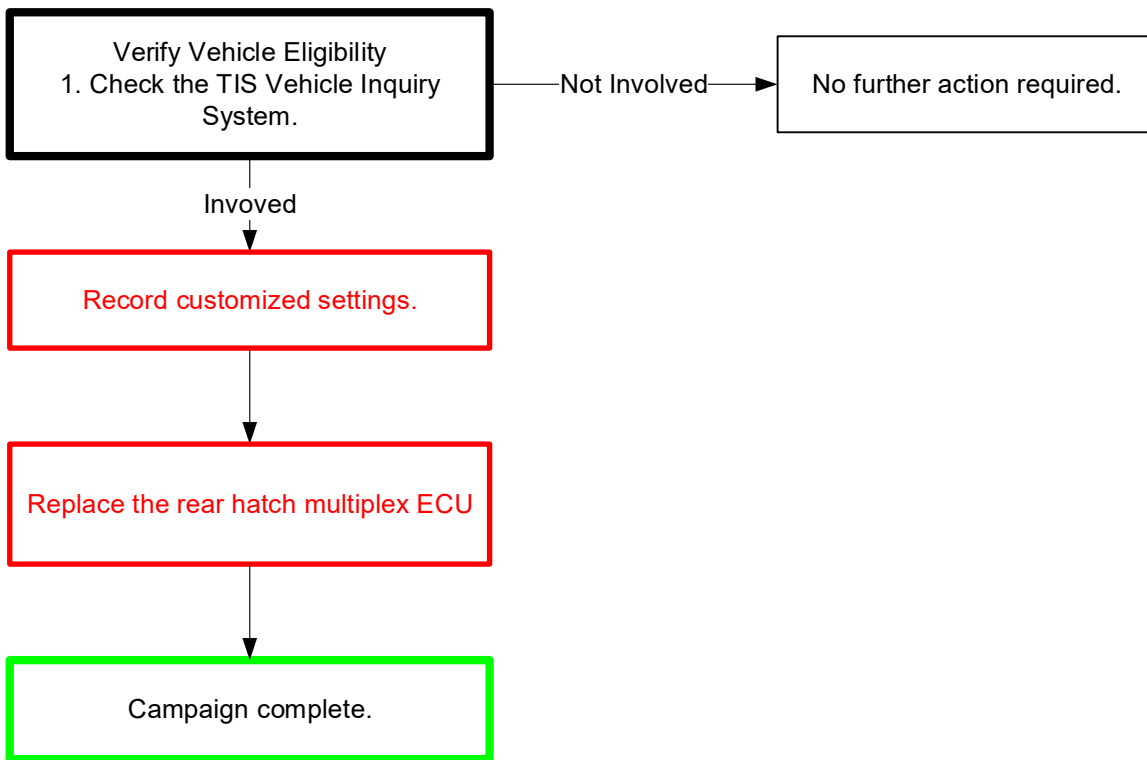 Verify Vehicle Eligibility
1. Check the TIS Vehicle Inquiry
System.
Not Involved
No further action required.
Invoved
Record customized settings.
Replace the rear hatch multiplex ECU
Campaign complete.